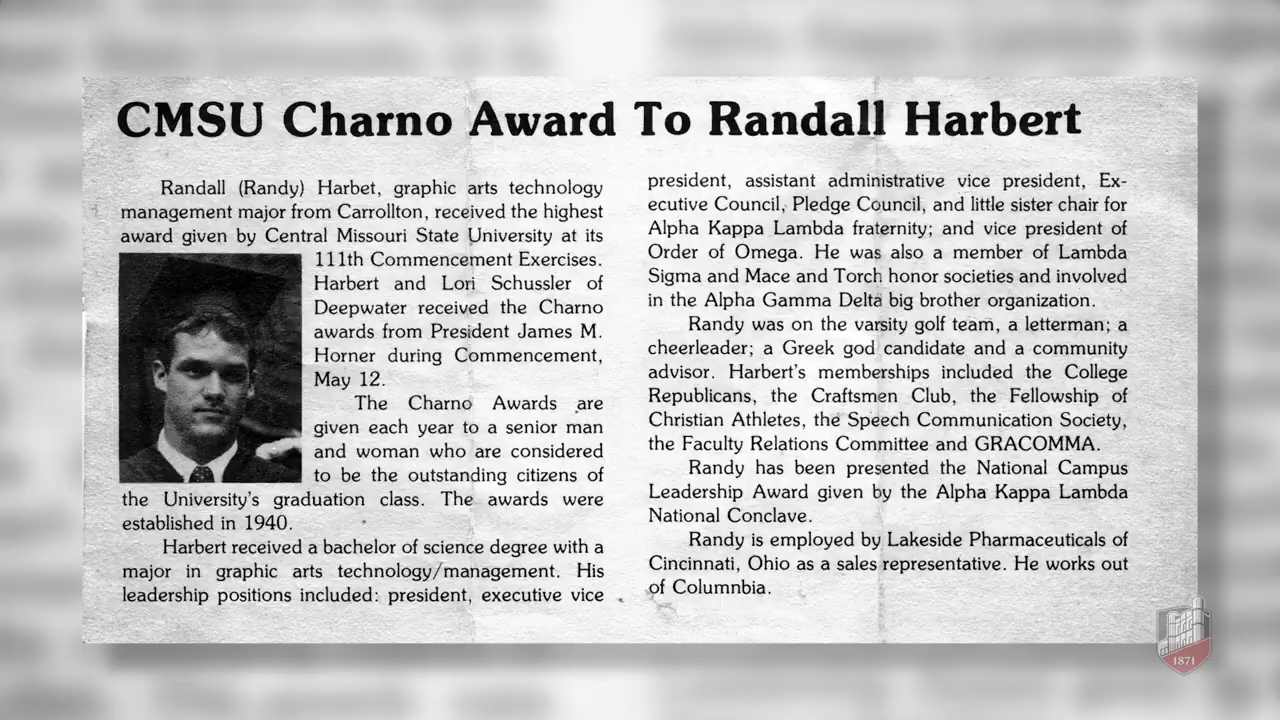 CMSU Charno Award To Randall Harbert
Randall (Randy) Harbet, graphic arts technology
management major from Carrollton, received the highest
award given by Central Missouri State University at its
111th Commencement Exercises.
Harbert and Lori Schussler of
Deepwater received the Charno
awards from President James M.
Horner during Commencement,
May 12.
The Charno Awards are
given each year to a senior man
and woman who are considered
to be the outstanding citizens of
the University's graduation class. The awards were
established in 1940.
Harbert received a bachelor of science degree with a
major in graphic arts technology/management. His
leadership positions included: president, executive vice
president, assistant administrative vice president, Ex-
ecutive Council, Pledge Council, and little sister chair for
Alpha Kappa Lambda fraternity; and vice president of
Order of Omega. He was also a member of Lambda
Sigma and Mace and Torch honor societies and involved
in the Alpha Gamma Delta big brother organization.
Randy was on the varsity golf team, a letterman; a
cheerleader; a Greek god candidate and a community
advisor. Harbert's memberships included the College
Republicans, the Craftsmen Club, the Fellowship of
Christian Athletes, the Speech Communication Society,
the Faculty Relations Committee and GRACOMMA.
Randy has been presented the National Campus
Leadership Award given by the Alpha Kappa Lambda
National Conclave.
Randy is employed by Lakeside Pharmaceuticals of
Cincinnati, Ohio as a sales representative. He works out
of Columnbia.
1871